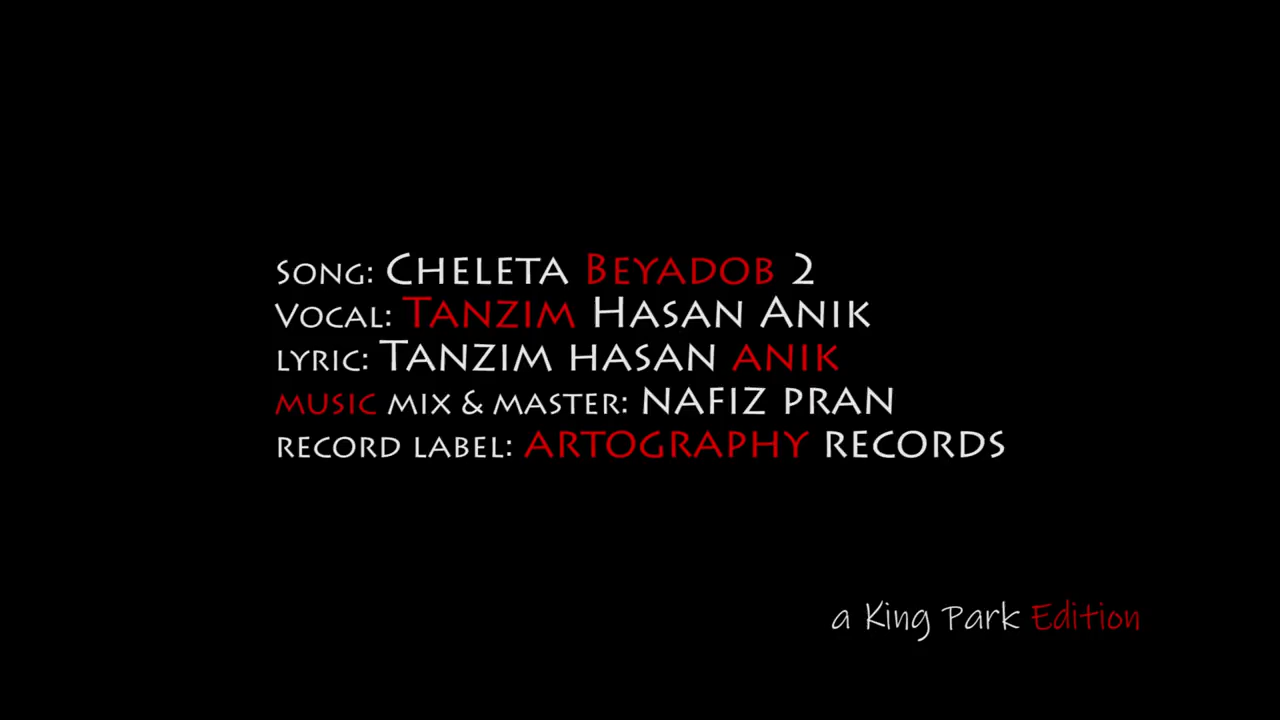 Song: Cheleta Beyadob 2
Vocal: Tanzim Hasan Anik
lyric: Tanzim hasan anik
music mix & master: nafiz pran
record label: artography records
a King Park Edition